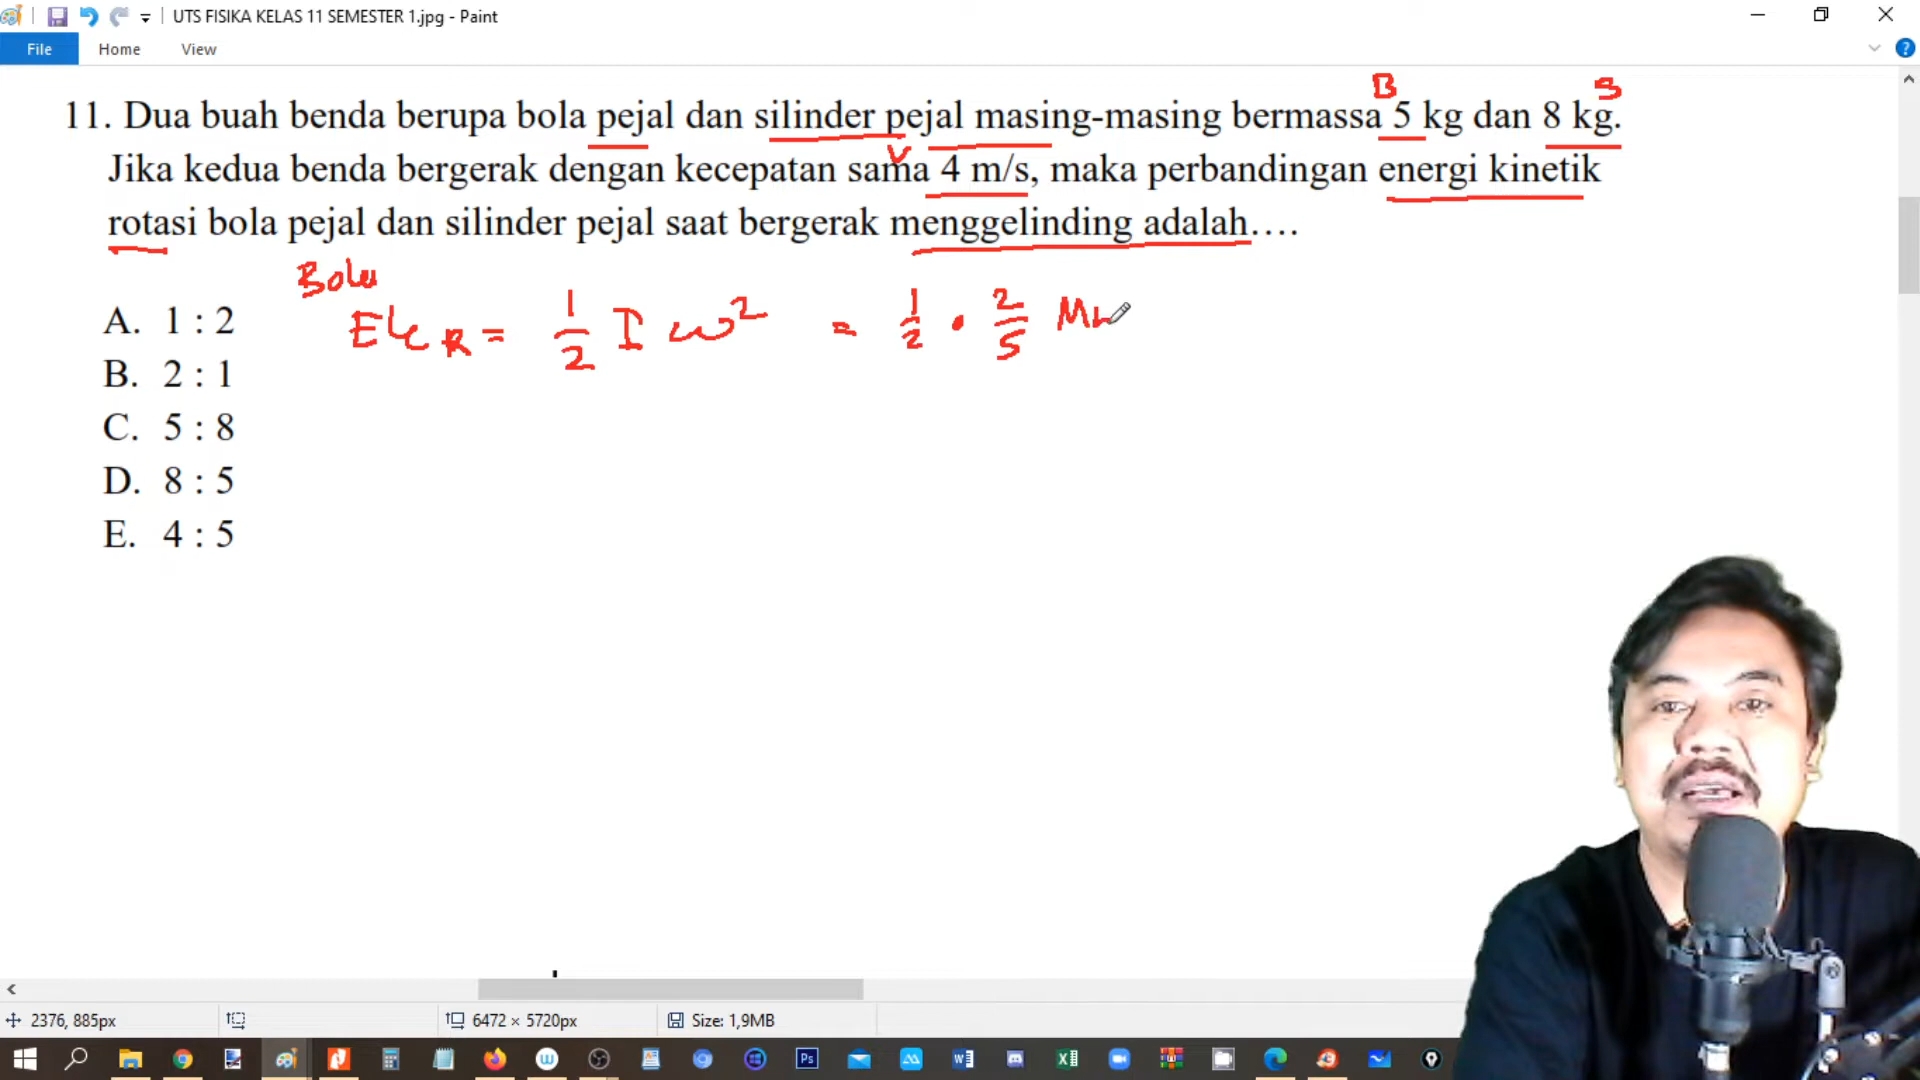 UTS FISIKA KELAS 11 SEMESTER 1.jpg - Paint
File Home View
B S
11. Dua buah benda berupa bola pejal dan silinder pejal masing-masing bermassa 5 kg dan 8 kg.
v
Jika kedua benda bergerak dengan kecepatan sama 4 m/s, maka perbandingan energi kinetik
rotasi bola pejal dan silinder pejal saat bergerak menggelinding adalah....
Bola
EkR = 1/2 I ω² = 1/2 • 2/5 M
A. 1 : 2
B. 2 : 1
C. 5 : 8
D. 8 : 5
E. 4 : 5
2376, 885px 6472 × 5720px Size: 1,9MB